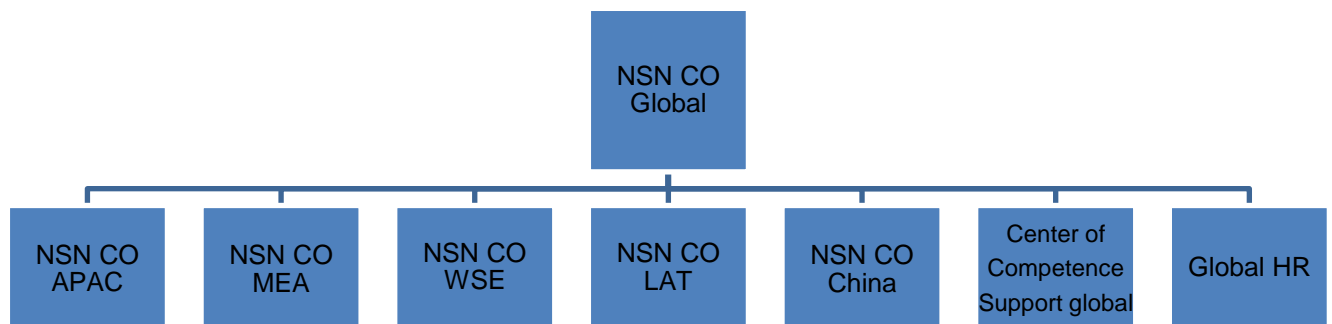 NSN CO
Global
NSN CO
APAC
NSN CO
MEA
NSN CO
WSE
NSN CO
LAT
NSN CO
China
Center of
Competence
Support global
Global HR